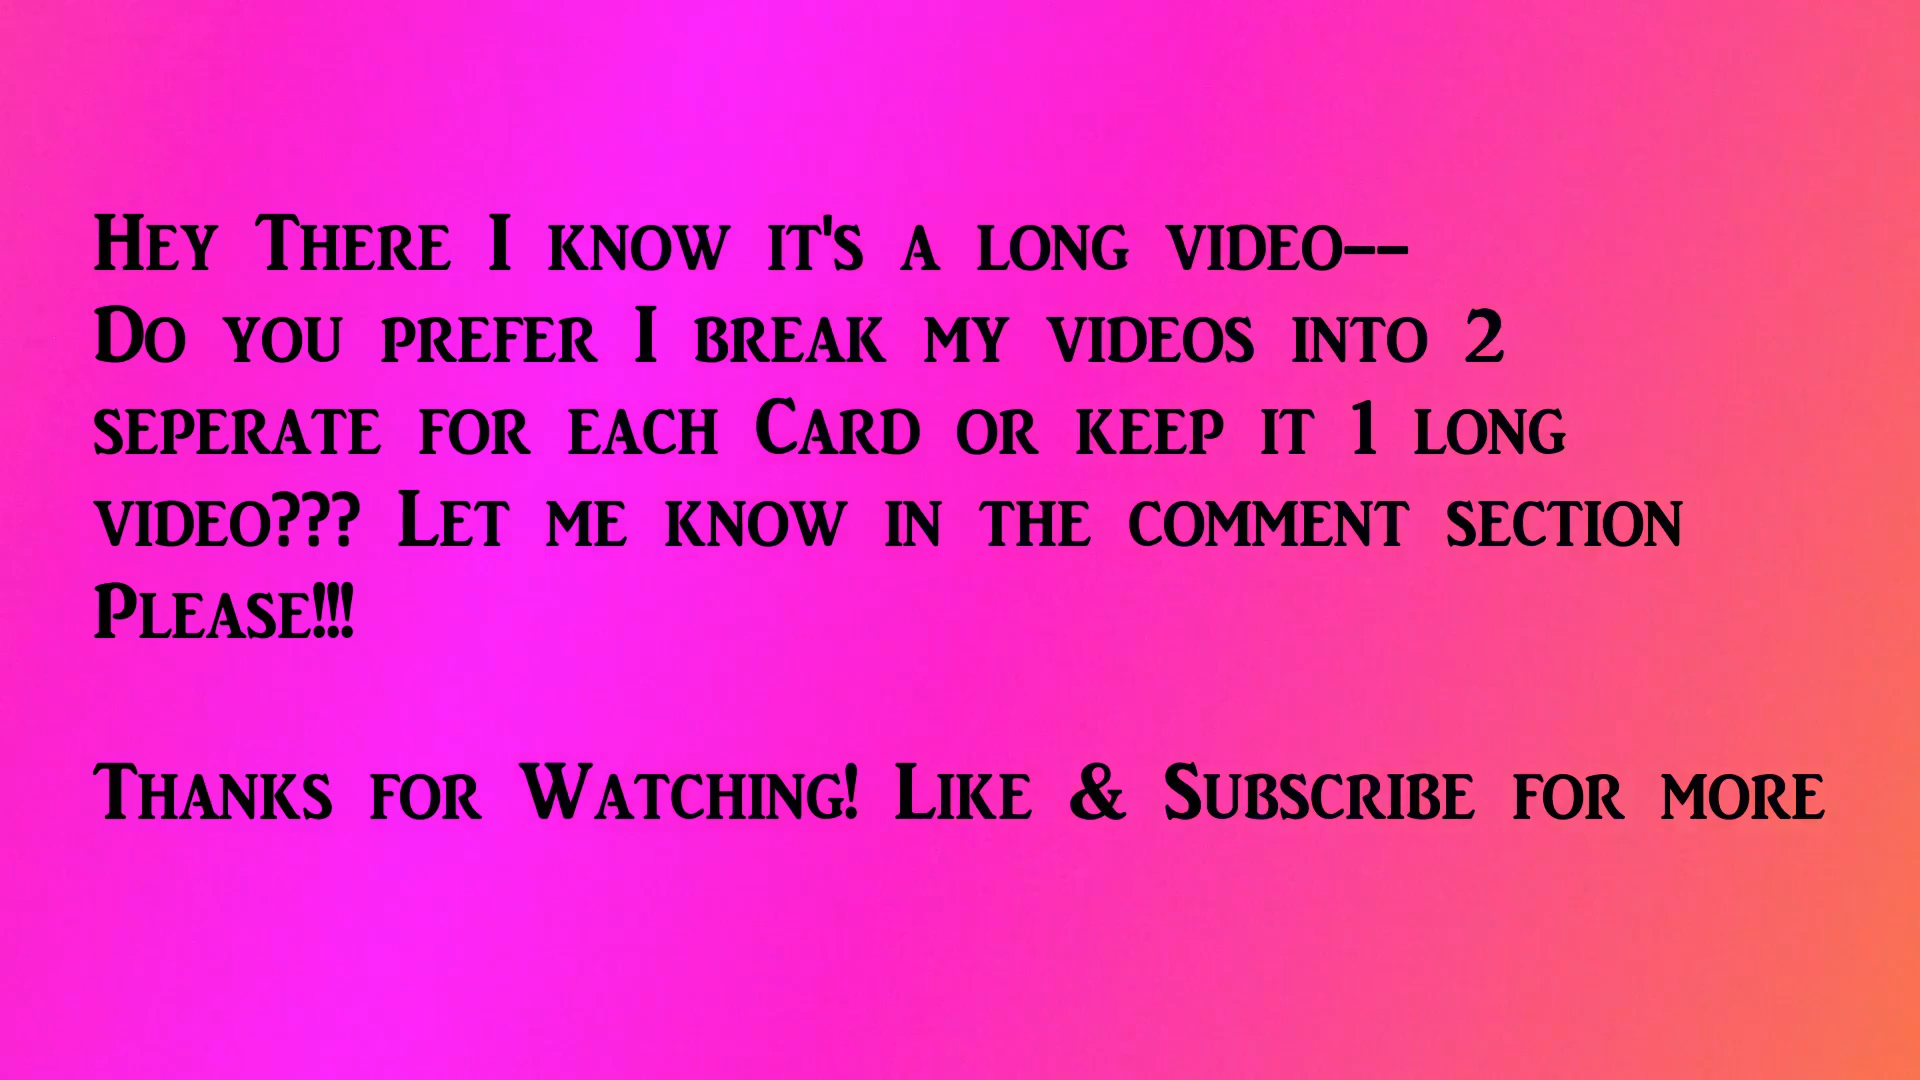 Hey There I know it's a long video--
Do you prefer I break my videos into 2
seperate for each Card or keep it 1 long
video??? Let me know in the comment section
Please!!!
Thanks for Watching! Like & Subscribe for more